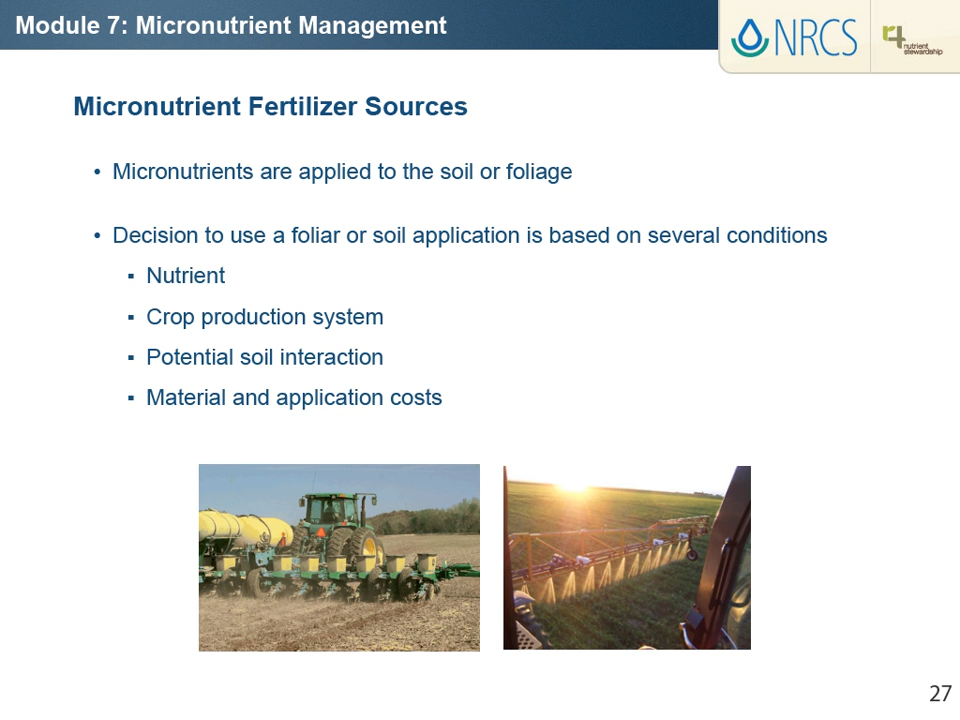 Module 7: Micronutrient Management
NRCS
r4 nutrient
stewardship
Micronutrient Fertilizer Sources
• Micronutrients are applied to the soil or foliage
• Decision to use a foliar or soil application is based on several conditions
▪ Nutrient
▪ Crop production system
▪ Potential soil interaction
▪ Material and application costs
27